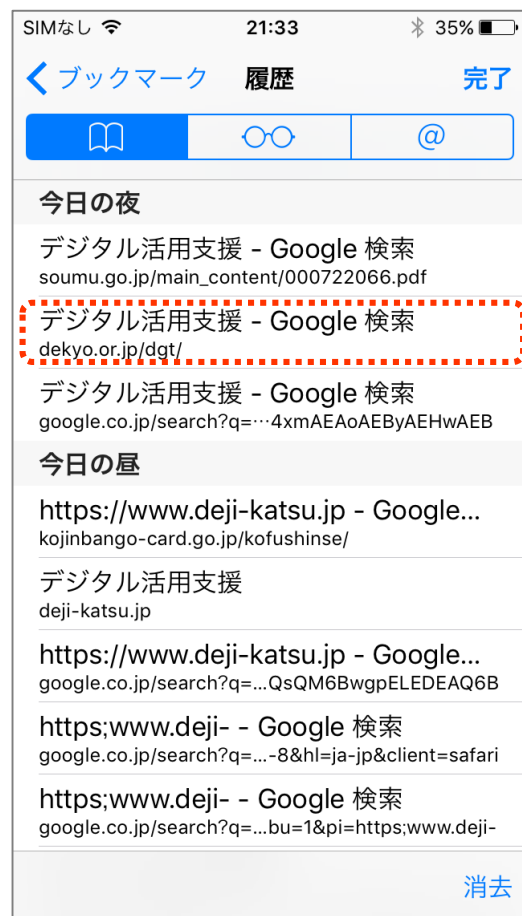 SIMなし 21:33 35%
ブックマーク 履歴 完了
@
今日の夜
デジタル活用支援 - Google 検索
soumu.go.jp/main_content/000722066.pdf
デジタル活用支援 - Google 検索
dekyo.or.jp/dgt/
デジタル活用支援 - Google 検索
google.co.jp/search?q=…4xmAEAoAEByAEHwAEB
今日の昼
https://www.deji-katsu.jp - Google...
kojinbango-card.go.jp/kofushinse/
デジタル活用支援
deji-katsu.jp
https://www.deji-katsu.jp - Google...
google.co.jp/search?q=...QsQM6BwgpELEDEAQ6B
https;www.deji- - Google 検索
google.co.jp/search?q=...-8&hl=ja-jp&client=safari
https;www.deji- - Google 検索
google.co.jp/search?q=...bu=1&pi=https;www.deji-
消去